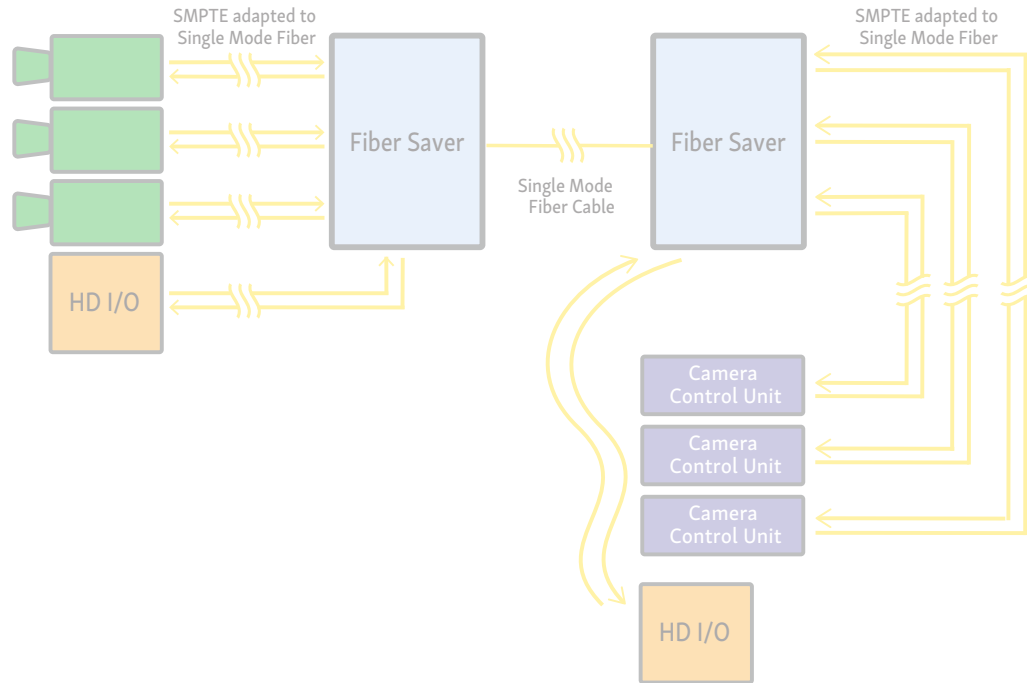 SMPTE adapted to
Single Mode Fiber
SMPTE adapted to
Single Mode Fiber
Fiber Saver
Fiber Saver
Single Mode
Fiber Cable
HD I/O
Camera
Control Unit
Camera
Control Unit
Camera
Control Unit
HD I/O